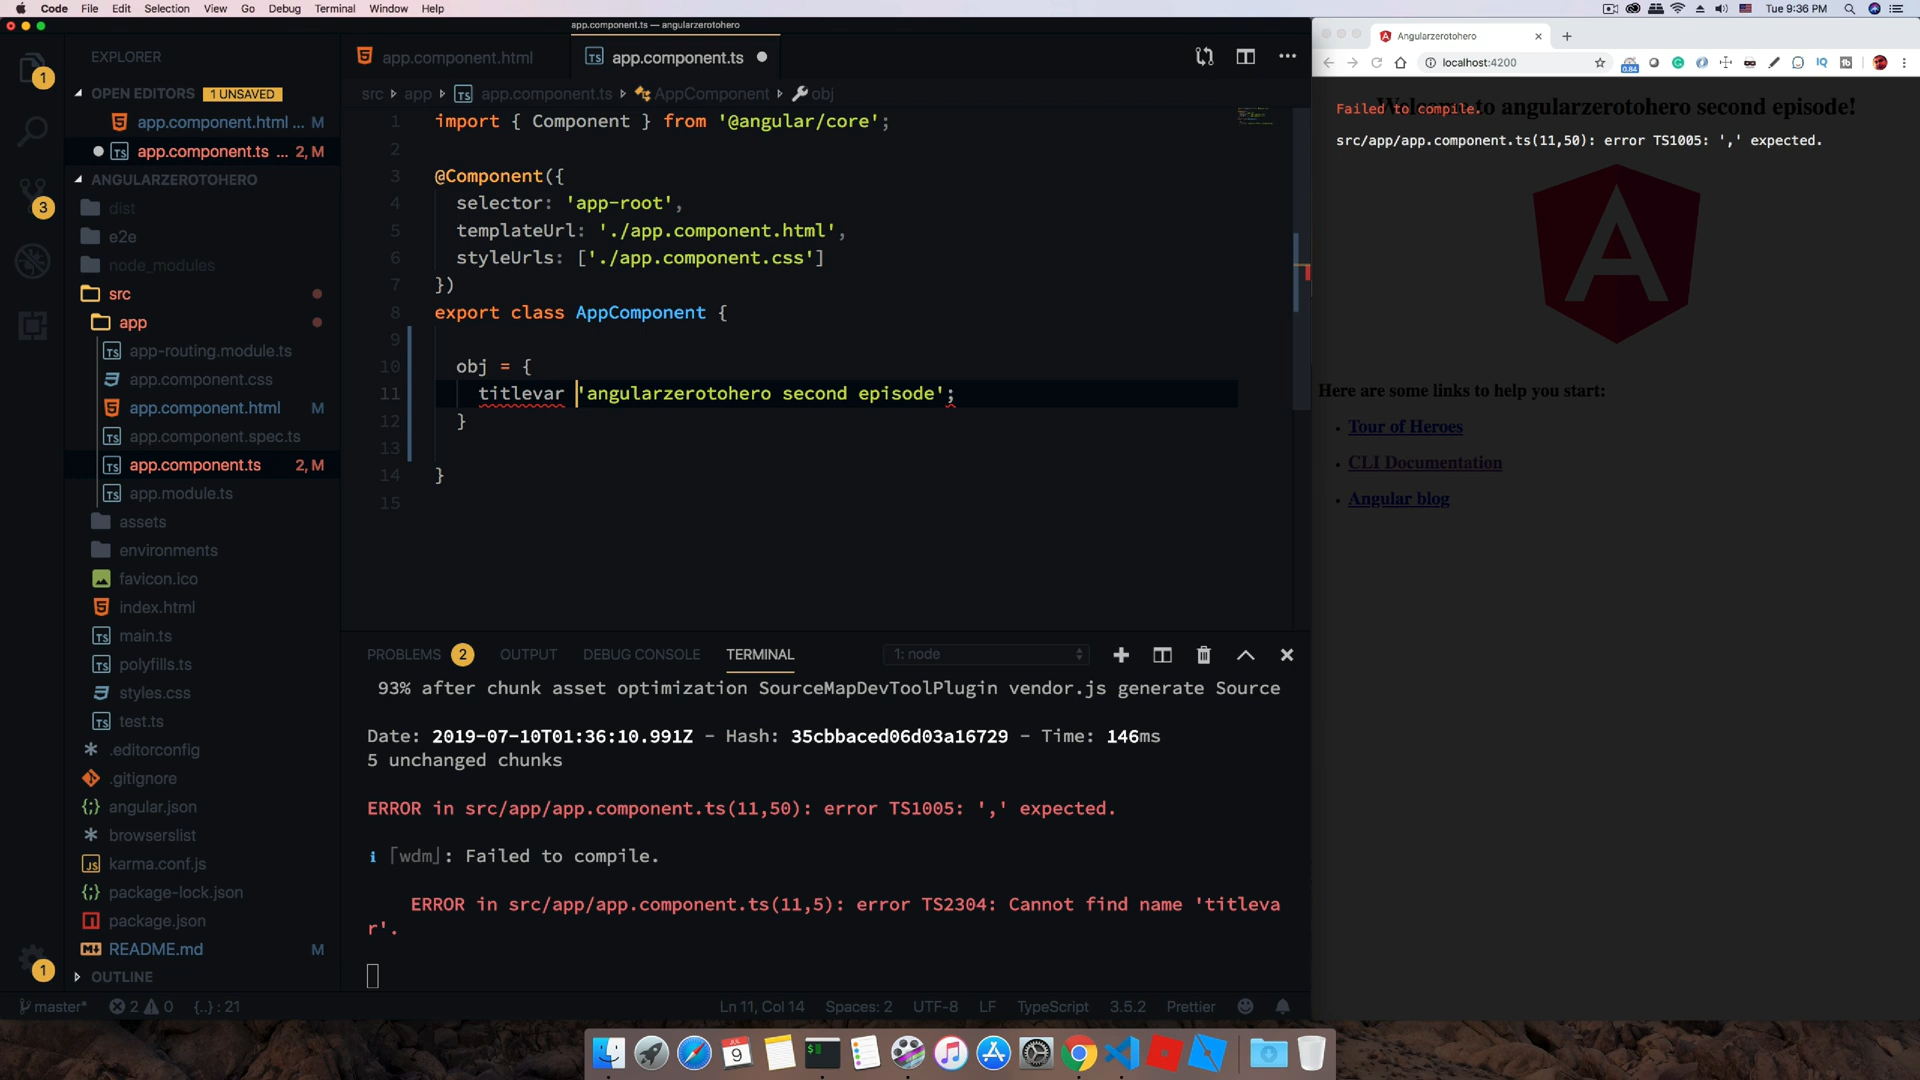 Code File Edit Selection View Go Debug Terminal Window Help
Tue 9:36 PM
app.component.ts — angularzerotohero
EXPLORER
OPEN EDITORS 1 UNSAVED
app.component.html ... M
app.component.ts ... 2, M
ANGULARZEROTOHERO
dist
e2e
node_modules
src
app
app-routing.module.ts
app.component.css
app.component.html M
app.component.spec.ts
app.component.ts 2, M
app.module.ts
assets
environments
favicon.ico
index.html
main.ts
polyfills.ts
styles.css
test.ts
.editorconfig
.gitignore
angular.json
browserslist
karma.conf.js
package-lock.json
package.json
README.md M
OUTLINE
1
3
1
app.component.html
app.component.ts
src app app.component.ts AppComponent obj
1 import { Component } from '@angular/core';
2
3 @Component({
4 selector: 'app-root',
5 templateUrl: './app.component.html',
6 styleUrls: ['./app.component.css']
7 })
8 export class AppComponent {
9
10 obj = {
11 titlevar 'angularzerotohero second episode';
12 }
13
14 }
15
PROBLEMS 2 OUTPUT DEBUG CONSOLE TERMINAL 1: node
93% after chunk asset optimization SourceMapDevToolPlugin vendor.js generate Source
Date: 2019-07-10T01:36:10.991Z - Hash: 35cbbaced06d03a16729 - Time: 146ms
5 unchanged chunks
ERROR in src/app/app.component.ts(11,50): error TS1005: ',' expected.
ℹ ｢wdm｣: Failed to compile.
ERROR in src/app/app.component.ts(11,5): error TS2304: Cannot find name 'titleva
r'.
master* 2 0 {..} : 21
Ln 11, Col 14 Spaces: 2 UTF-8 LF TypeScript 3.5.2 Prettier
Angularzerotohero
localhost:4200
0.84
IQ
Failed to compile.
Welcome to angularzerotohero second episode!
src/app/app.component.ts(11,50): error TS1005: ',' expected.
Here are some links to help you start:
Tour of Heroes
CLI Documentation
Angular blog
JUL
9